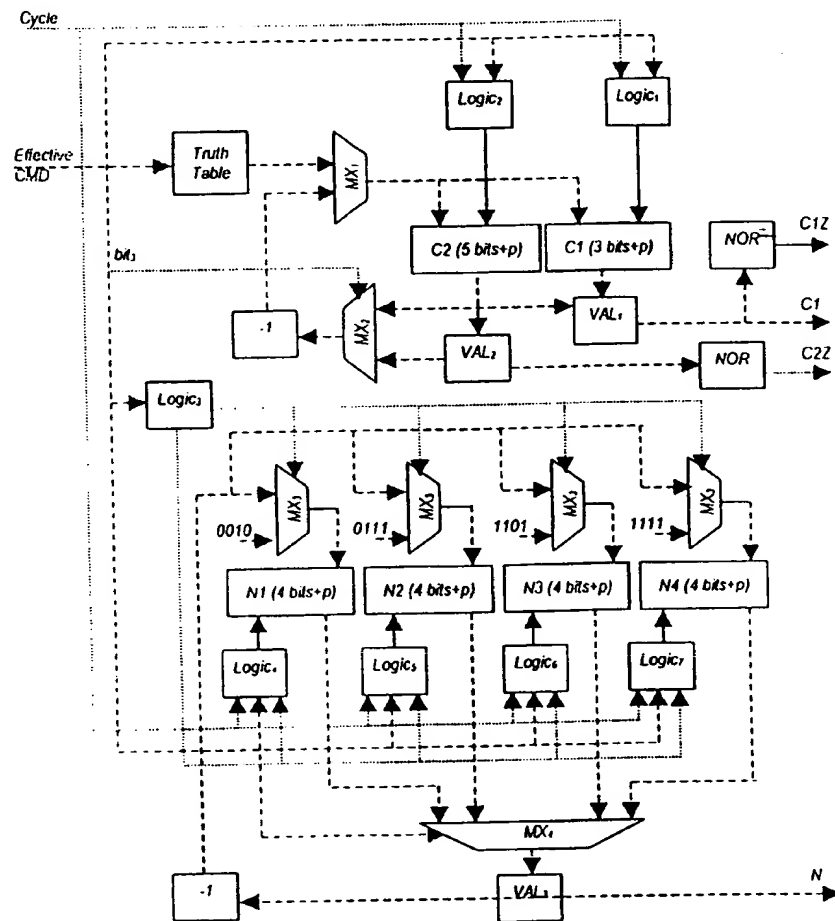 Cycle
Logic₂
Logic₁
Effective
CMD
Truth
Table
MX₁
C2 (5 bits+p)
C1 (3 bits+p)
NOR
C1Z
bit₃
-1
MX₂
VAL₂
VAL₁
C1
NOR
C2Z
Logic₃
MX₃
MX₃
MX₃
MX₃
0010
0111
1101
1111
N1 (4 bits+p)
N2 (4 bits+p)
N3 (4 bits+p)
N4 (4 bits+p)
Logic₄
Logic₅
Logic₆
Logic₇
MX₄
-1
VAL₃
N